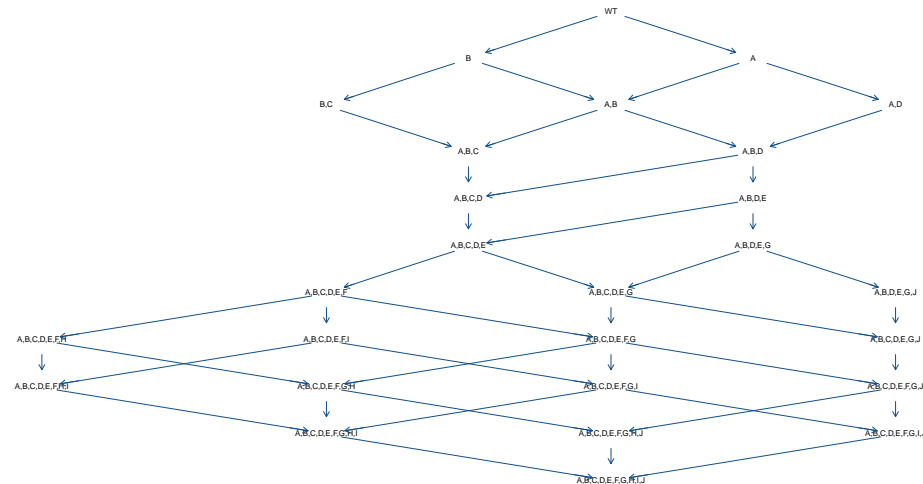 WT
B
A
B,C
A,B
A,D
A,B,C
A,B,D
A,B,C,D
A,B,D,E
A,B,C,D,E
A,B,D,E,G
A,B,C,D,E,F
A,B,C,D,E,G
A,B,D,E,G,J
A,B,C,D,E,F,H
A,B,C,D,E,F,I
A,B,C,D,E,F,G
A,B,C,D,E,G,J
A,B,C,D,E,F,H,I
A,B,C,D,E,F,G,H
A,B,C,D,E,F,G,I
A,B,C,D,E,F,G,J
A,B,C,D,E,F,G,H,I
A,B,C,D,E,F,G,H,J
A,B,C,D,E,F,G,I,J
A,B,C,D,E,F,G,H,I,J